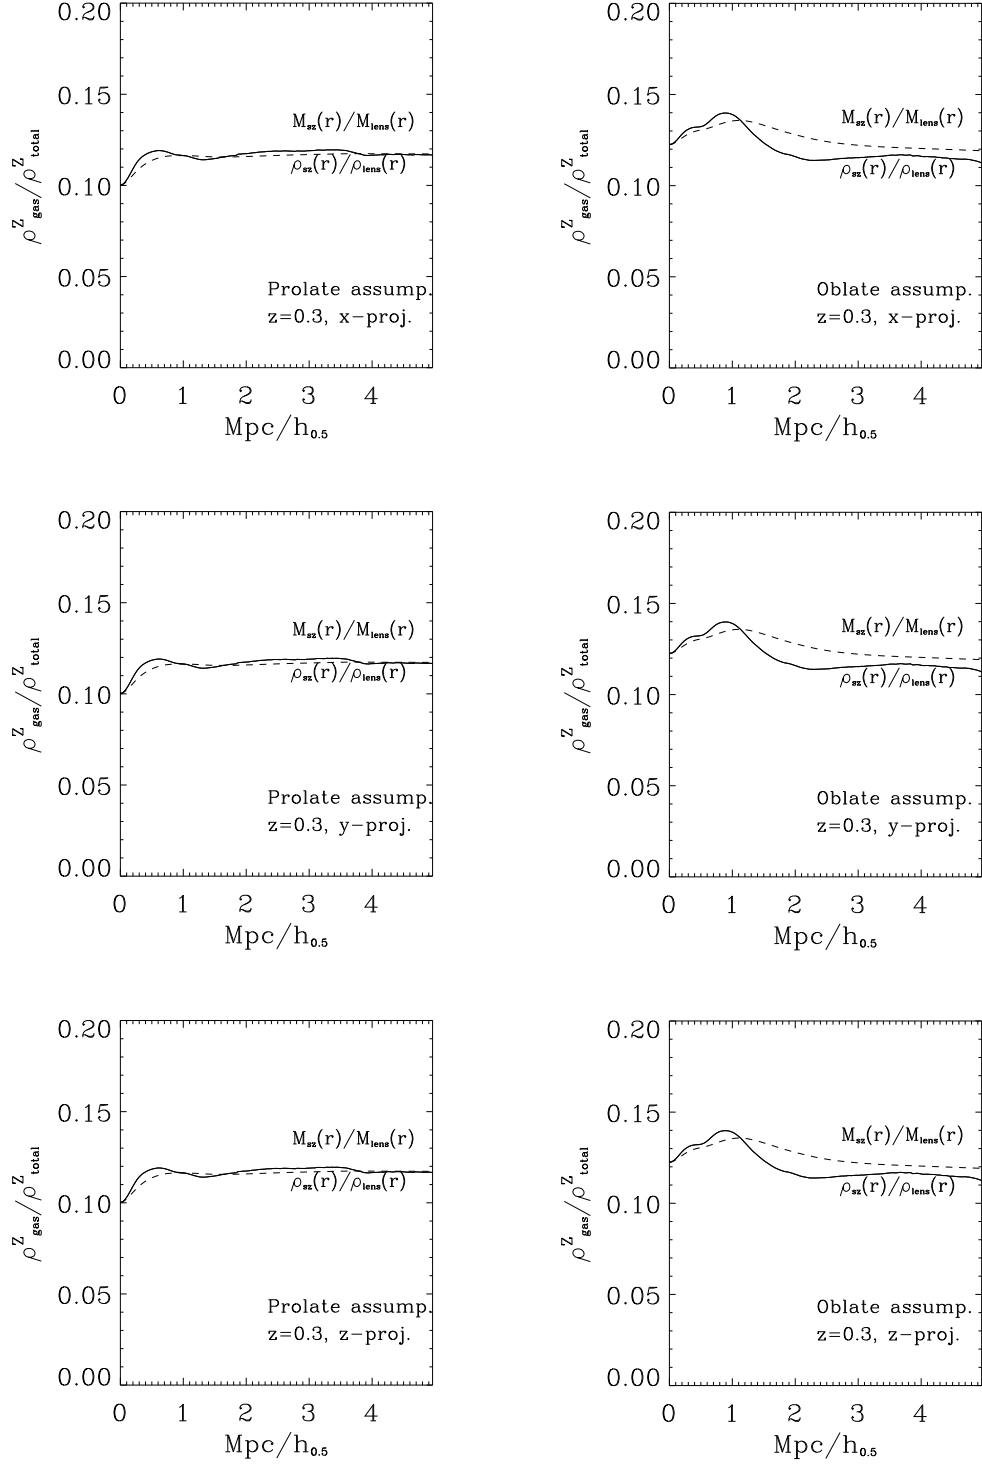 0.20
0.15
0.10
0.05
0.00
ρ^Z_gas/ρ^Z_total
M_sz(r)/M_lens(r)
ρ_sz(r)/ρ_lens(r)
Prolate assump.
z=0.3, x-proj.
0 1 2 3 4
Mpc/h_0.5
0.20
0.15
0.10
0.05
0.00
ρ^Z_gas/ρ^Z_total
M_sz(r)/M_lens(r)
ρ_sz(r)/ρ_lens(r)
Oblate assump.
z=0.3, x-proj.
0 1 2 3 4
Mpc/h_0.5
0.20
0.15
0.10
0.05
0.00
ρ^Z_gas/ρ^Z_total
M_sz(r)/M_lens(r)
ρ_sz(r)/ρ_lens(r)
Prolate assump.
z=0.3, y-proj.
0 1 2 3 4
Mpc/h_0.5
0.20
0.15
0.10
0.05
0.00
ρ^Z_gas/ρ^Z_total
M_sz(r)/M_lens(r)
ρ_sz(r)/ρ_lens(r)
Oblate assump.
z=0.3, y-proj.
0 1 2 3 4
Mpc/h_0.5
0.20
0.15
0.10
0.05
0.00
ρ^Z_gas/ρ^Z_total
M_sz(r)/M_lens(r)
ρ_sz(r)/ρ_lens(r)
Prolate assump.
z=0.3, z-proj.
0 1 2 3 4
Mpc/h_0.5
0.20
0.15
0.10
0.05
0.00
ρ^Z_gas/ρ^Z_total
M_sz(r)/M_lens(r)
ρ_sz(r)/ρ_lens(r)
Oblate assump.
z=0.3, z-proj.
0 1 2 3 4
Mpc/h_0.5